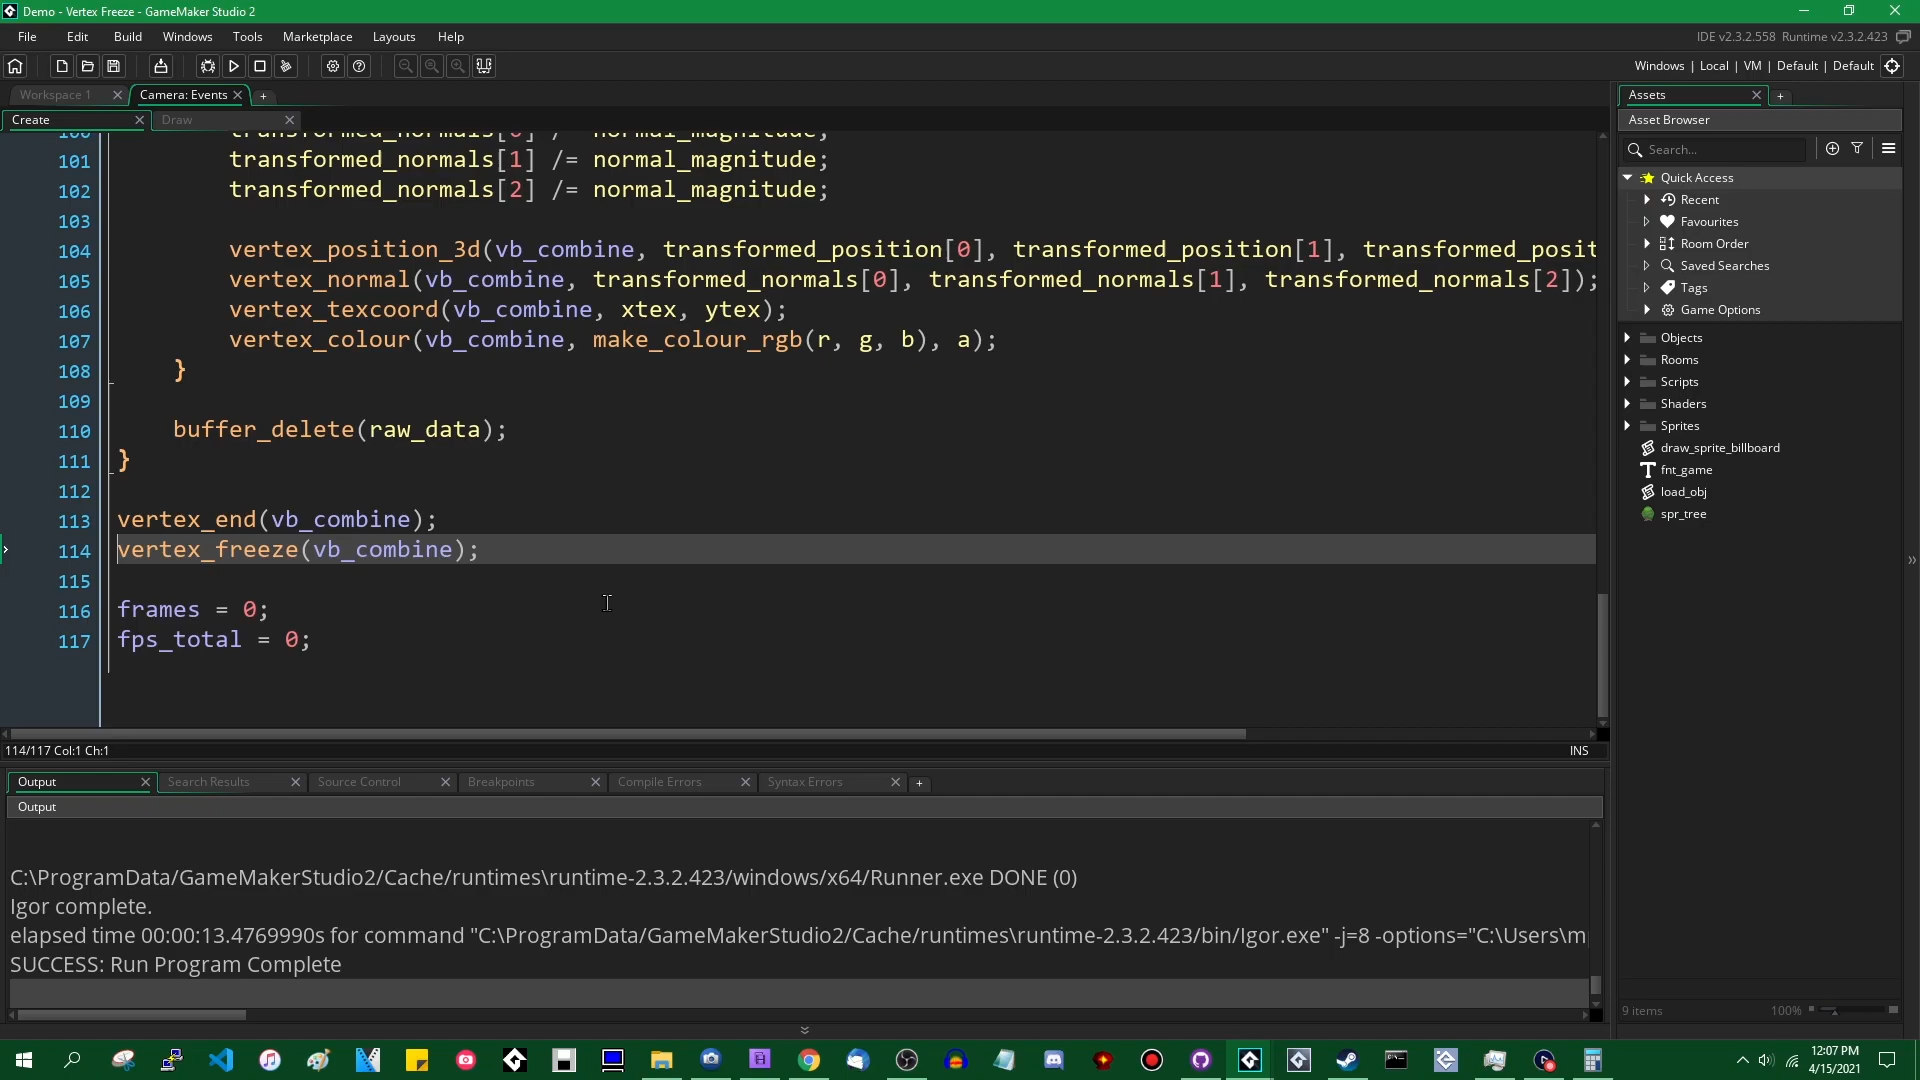 Demo - Vertex Freeze - GameMaker Studio 2
File Edit Build Windows Tools Marketplace Layouts Help
IDE v2.3.2.558 Runtime v2.3.2.423
Windows | Local | VM | Default | Default
Workspace 1
Camera: Events
Create
Draw
101 transformed_normals[1] /= normal_magnitude;
102 transformed_normals[2] /= normal_magnitude;
103
104 vertex_position_3d(vb_combine, transformed_position[0], transformed_position[1], transformed_posit
105 vertex_normal(vb_combine, transformed_normals[0], transformed_normals[1], transformed_normals[2]);
106 vertex_texcoord(vb_combine, xtex, ytex);
107 vertex_colour(vb_combine, make_colour_rgb(r, g, b), a);
108 }
109
110 buffer_delete(raw_data);
111 }
112
113 vertex_end(vb_combine);
114 vertex_freeze(vb_combine);
115
116 frames = 0;
117 fps_total = 0;
114/117 Col:1 Ch:1
INS
Output Search Results Source Control Breakpoints Compile Errors Syntax Errors
Output
C:\ProgramData/GameMakerStudio2/Cache/runtimes\runtime-2.3.2.423/windows/x64/Runner.exe DONE (0)
Igor complete.
elapsed time 00:00:13.4769990s for command "C:\ProgramData/GameMakerStudio2/Cache/runtimes\runtime-2.3.2.423/bin/Igor.exe" -j=8 -options="C:\Users\m
SUCCESS: Run Program Complete
Assets
Asset Browser
Search...
Quick Access
Recent
Favourites
Room Order
Saved Searches
Tags
Game Options
Objects
Rooms
Scripts
Shaders
Sprites
draw_sprite_billboard
fnt_game
load_obj
spr_tree
9 items
100%
12:07 PM
4/15/2021